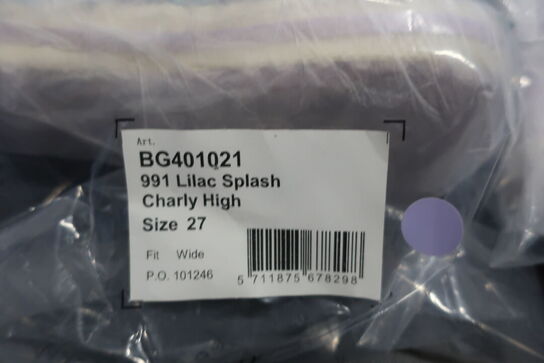 Art.
BG401021
991 Lilac Splash
Charly High
Size 27
Fit Wide
P.O. 101246
5 711875 678298